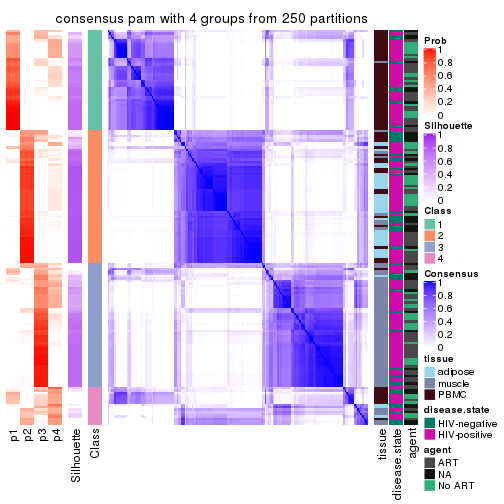 consensus pam with 4 groups from 250 partitions
Prob
1
0.8
0.6
0.4
0.2
0
Silhouette
1
0.8
0.6
0.4
0.2
0
Class
1
2
3
4
Consensus
1
0.8
0.6
0.4
0.2
0
tissue
adipose
muscle
PBMC
disease.state
HIV-negative
HIV-positive
agent
ART
NA
No ART
p1
p2
p3
p4
Silhouette
Class
tissue
disease.state
agent